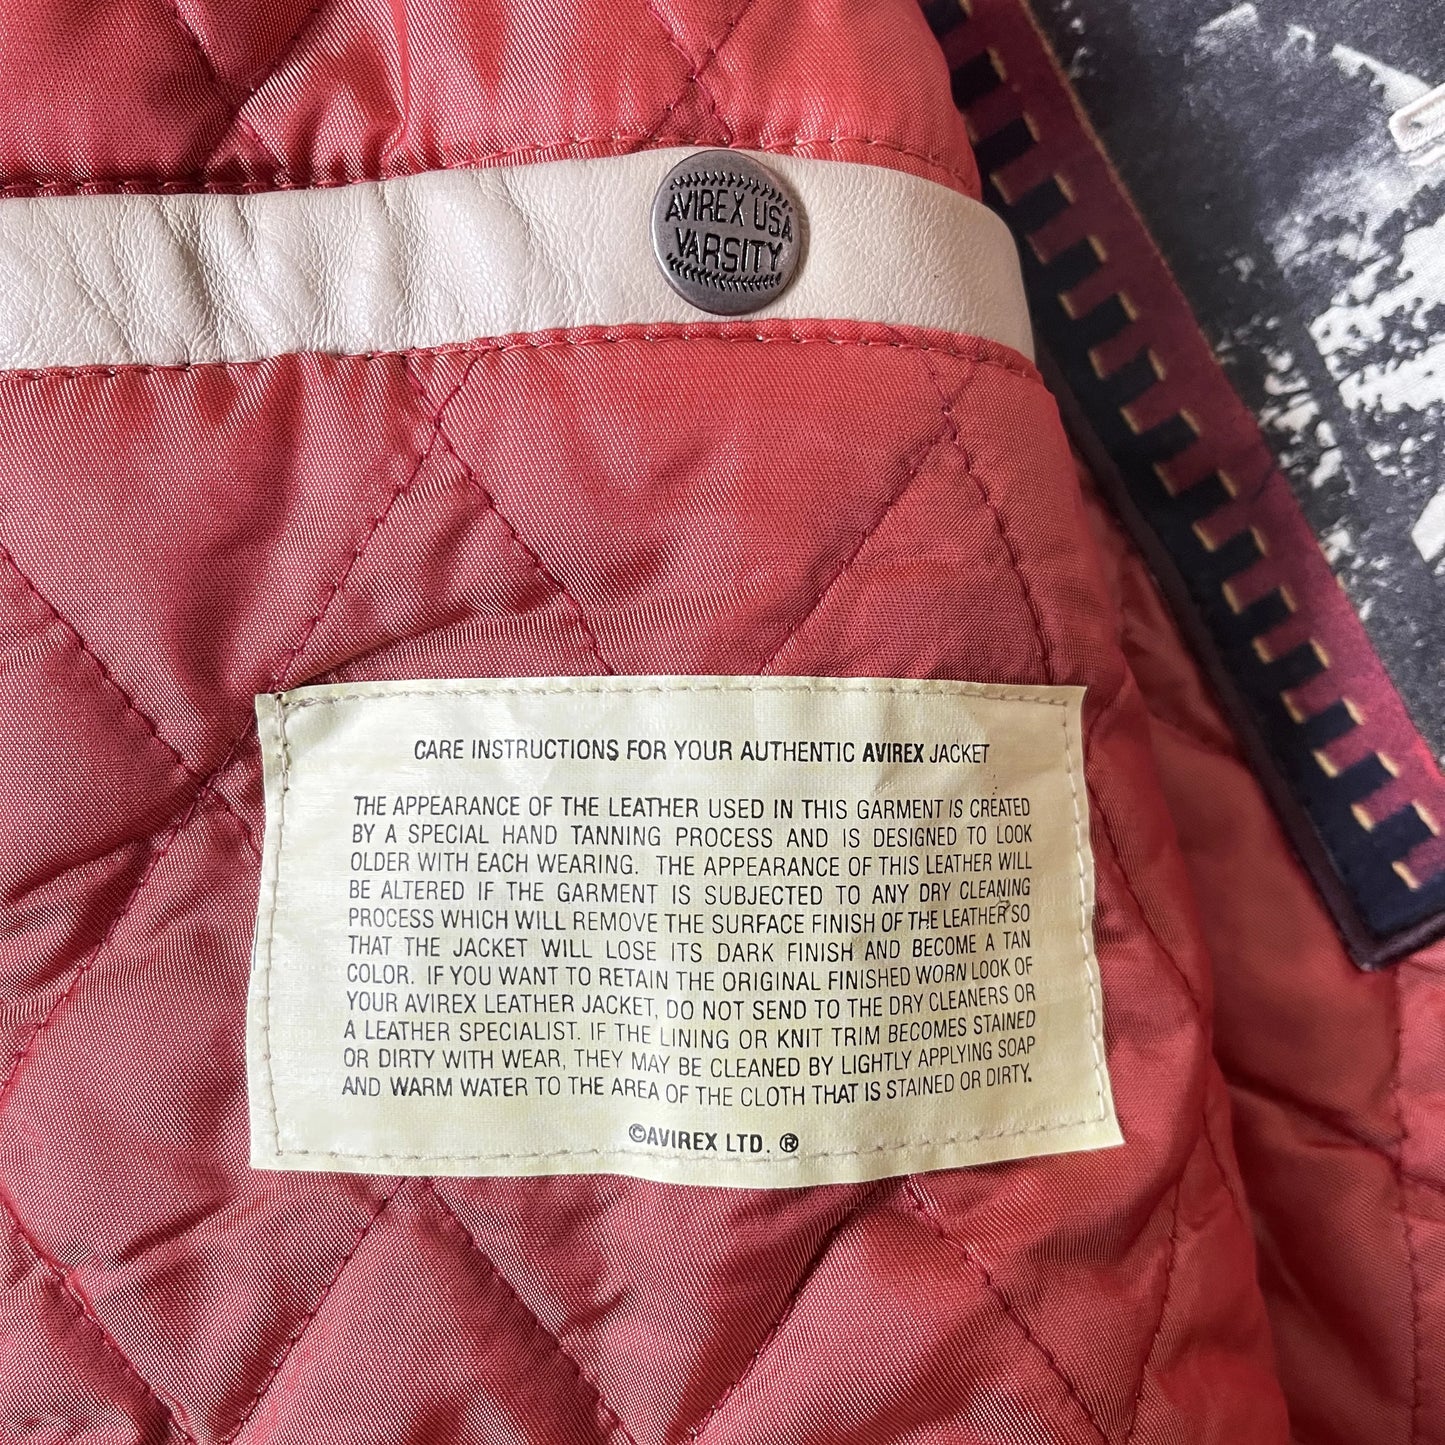 AVIREX USA
VARSITY
CARE INSTRUCTIONS FOR YOUR AUTHENTIC AVIREX JACKET
THE APPEARANCE OF THE LEATHER USED IN THIS GARMENT IS CREATED
BY A SPECIAL HAND TANNING PROCESS AND IS DESIGNED TO LOOK
OLDER WITH EACH WEARING. THE APPEARANCE OF THIS LEATHER WILL
BE ALTERED IF THE GARMENT IS SUBJECTED TO ANY DRY CLEANING
PROCESS WHICH WILL REMOVE THE SURFACE FINISH OF THE LEATHER SO
THAT THE JACKET WILL LOSE ITS DARK FINISH AND BECOME A TAN
COLOR. IF YOU WANT TO RETAIN THE ORIGINAL FINISHED WORN LOOK OF
YOUR AVIREX LEATHER JACKET, DO NOT SEND TO THE DRY CLEANERS OR
A LEATHER SPECIALIST. IF THE LINING OR KNIT TRIM BECOMES STAINED
OR DIRTY WITH WEAR, THEY MAY BE CLEANED BY LIGHTLY APPLYING SOAP
AND WARM WATER TO THE AREA OF THE CLOTH THAT IS STAINED OR DIRTY.
©AVIREX LTD. ®